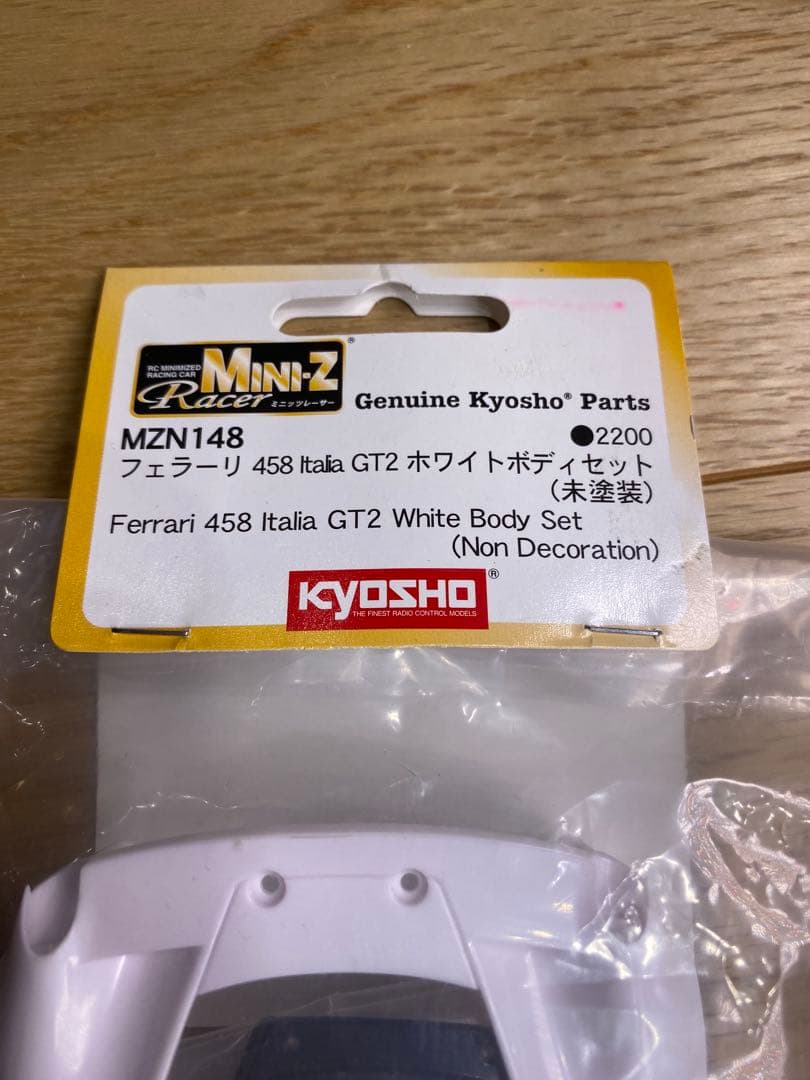 RC MINIMIZED
RACING CAR
MINI-Z
Racer ミニッツレーサー
®
Genuine Kyosho® Parts
MZN148 ●2200
フェラーリ 458 Italia GT2 ホワイトボディセット
(未塗装)
Ferrari 458 Italia GT2 White Body Set
(Non Decoration)
KYOSHO®
THE FINEST RADIO CONTROL MODELS